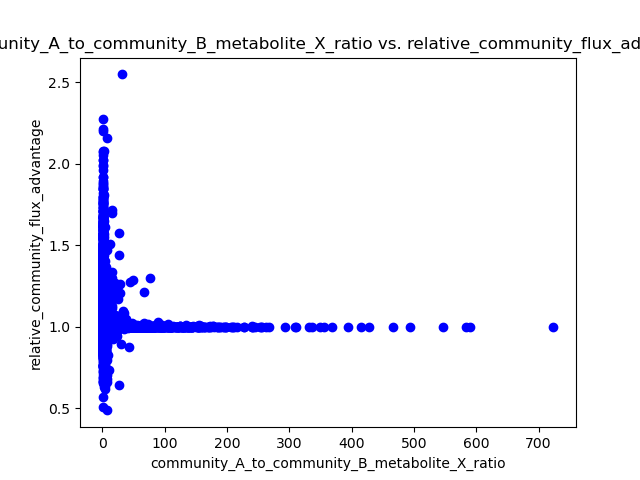 unity_A_to_community_B_metabolite_X_ratio vs. relative_community_flux_ad
2.5
2.0
1.5
1.0
0.5
relative_community_flux_advantage
0 100 200 300 400 500 600 700
community_A_to_community_B_metabolite_X_ratio